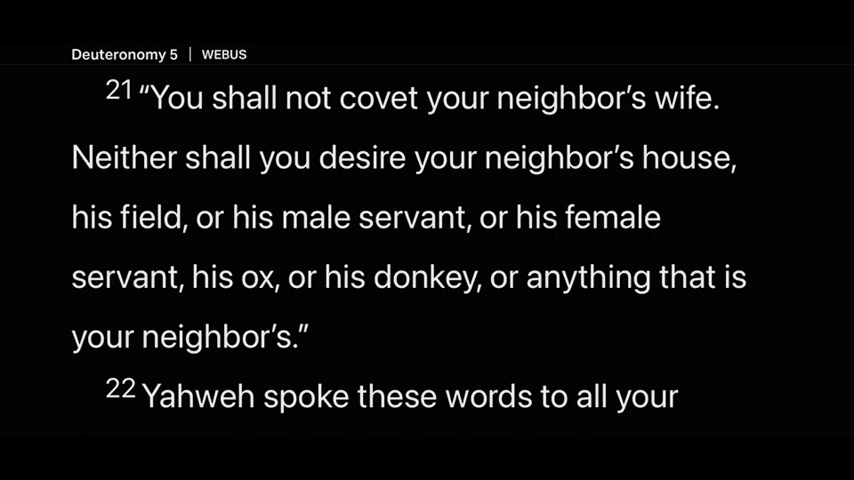 Deuteronomy 5 | WEBUS
21 “You shall not covet your neighbor’s wife.
Neither shall you desire your neighbor’s house,
his field, or his male servant, or his female
servant, his ox, or his donkey, or anything that is
your neighbor’s.”
22 Yahweh spoke these words to all your